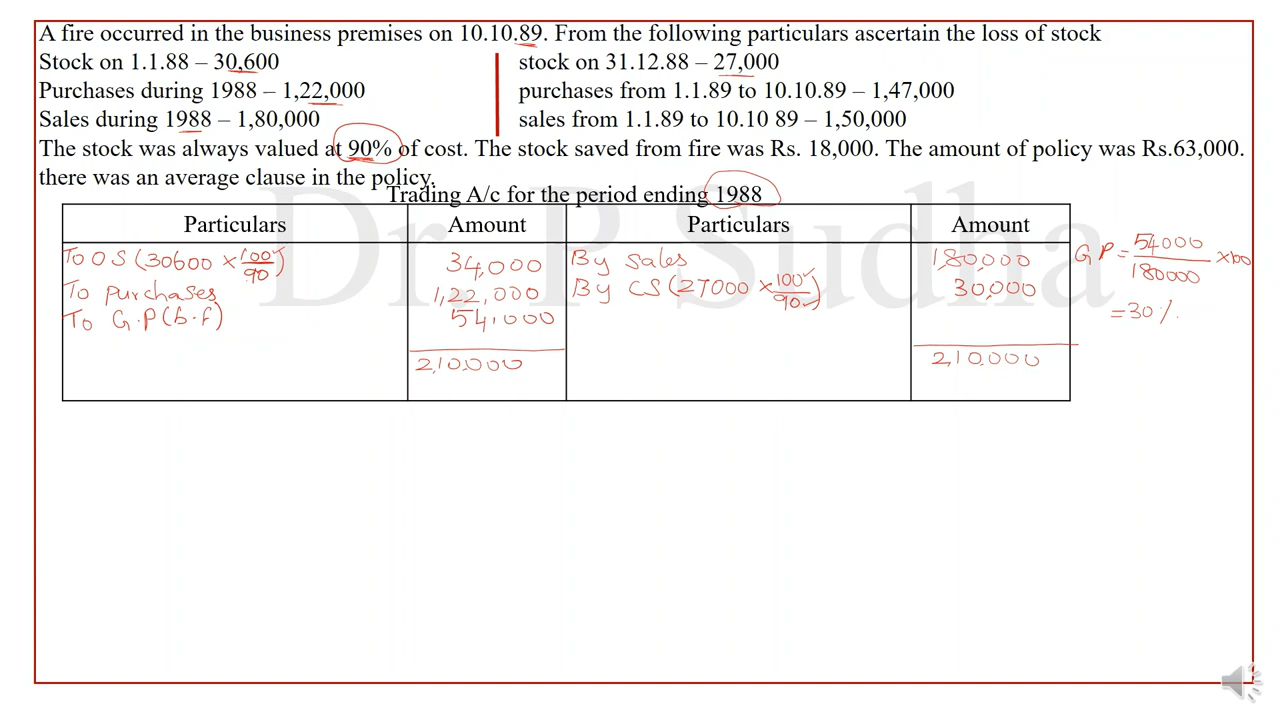 A fire occurred in the business premises on 10.10.89. From the following particulars ascertain the loss of stock
Stock on 1.1.88 – 30,600 stock on 31.12.88 – 27,000
Purchases during 1988 – 1,22,000 purchases from 1.1.89 to 10.10.89 – 1,47,000
Sales during 1988 – 1,80,000 sales from 1.1.89 to 10.10 89 – 1,50,000
The stock was always valued at 90% of cost. The stock saved from fire was Rs. 18,000. The amount of policy was Rs.63,000.
there was an average clause in the policy.
Trading A/c for the period ending 1988
Particulars Amount Particulars Amount
To OS (30600 × 100/90) 34,000 By Sales 1,80,000
To purchases 1,22,000 By CS (27000 × 100/90) 30,000
To G.P (b.f) 54,000
2,10,000 2,10,000
GP = 54000/180000 × 100
= 30%.
Dr. P Sudha